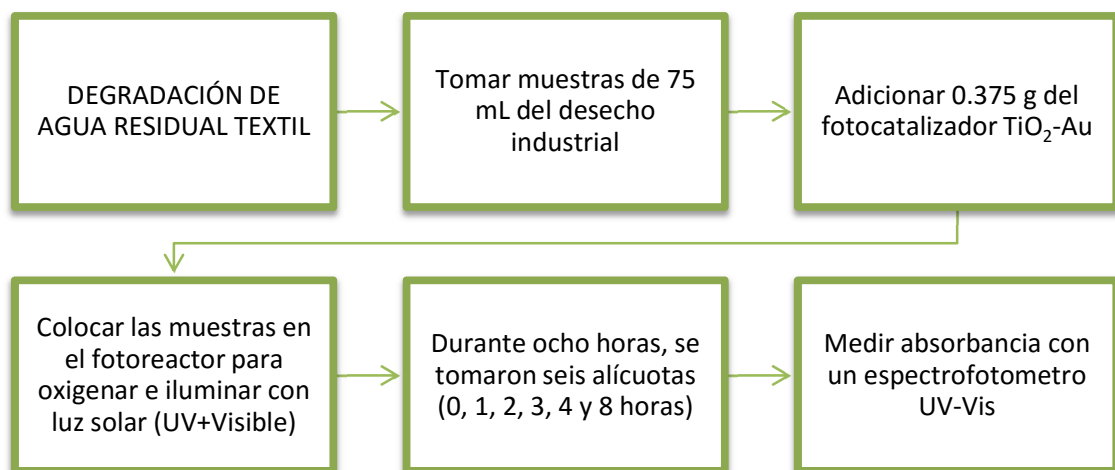 DEGRADACIÓN DE
AGUA RESIDUAL TEXTIL
Tomar muestras de 75
mL del desecho
industrial
Adicionar 0.375 g del
fotocatalizador TiO₂-Au
Colocar las muestras en
el fotoreactor para
oxigenar e iluminar con
luz solar (UV+Visible)
Durante ocho horas, se
tomaron seis alícuotas
(0, 1, 2, 3, 4 y 8 horas)
Medir absorbancia con
un espectrofotometro
UV-Vis